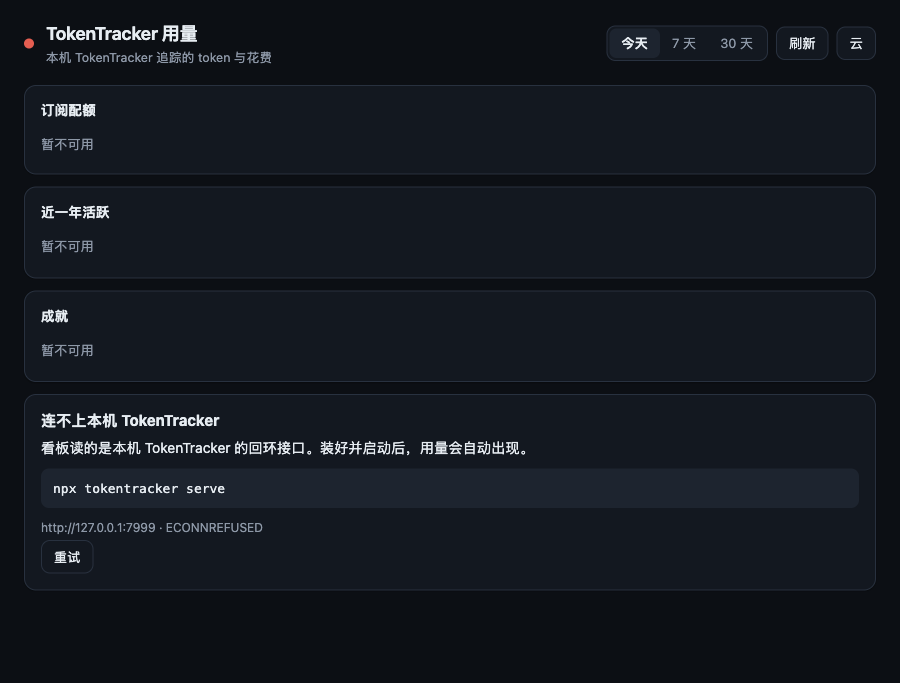 TokenTracker 用量
本机 TokenTracker 追踪的 token 与花费
今天 7 天 30 天 刷新 云
订阅配额
暂不可用
近一年活跃
暂不可用
成就
暂不可用
连不上本机 TokenTracker
看板读的是本机 TokenTracker 的回环接口。装好并启动后，用量会自动出现。
npx tokentracker serve
http://127.0.0.1:7999 · ECONNREFUSED
重试